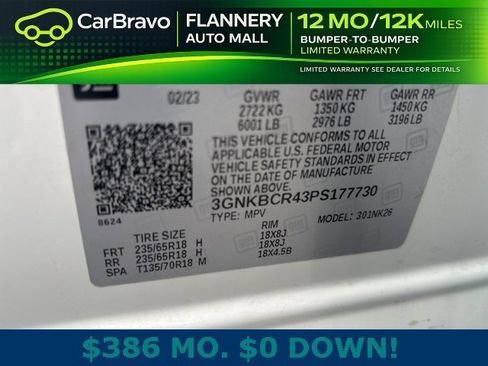 CarBravo
FLANNERY
AUTO MALL
12 MO/12K MILES
BUMPER-TO-BUMPER
LIMITED WARRANTY
LIMITED WARRANTY SEE DEALER FOR DETAILS.
02/23 GVWR GAWR FRT GAWR RR
2722 KG 1350 KG 1450 KG
6001 LB 2976 LB 3196 LB
THIS VEHICLE CONFORMS TO ALL
APPLICABLE U.S. FEDERAL MOTOR
VEHICLE SAFETY STANDARDS IN EFFECT
ON THE DATE OF MANUFACTURE SHOWN ABOVE.
3GNKBCR43PS177730
TYPE: MPV MODEL: 301NK26
8624
TIRE SIZE RIM
FRT 235/65R18 H 18X8J
RR 235/65R18 H 18X8J
SPA T135/70R18 M 18X4.5B
$386 MO. $0 DOWN!